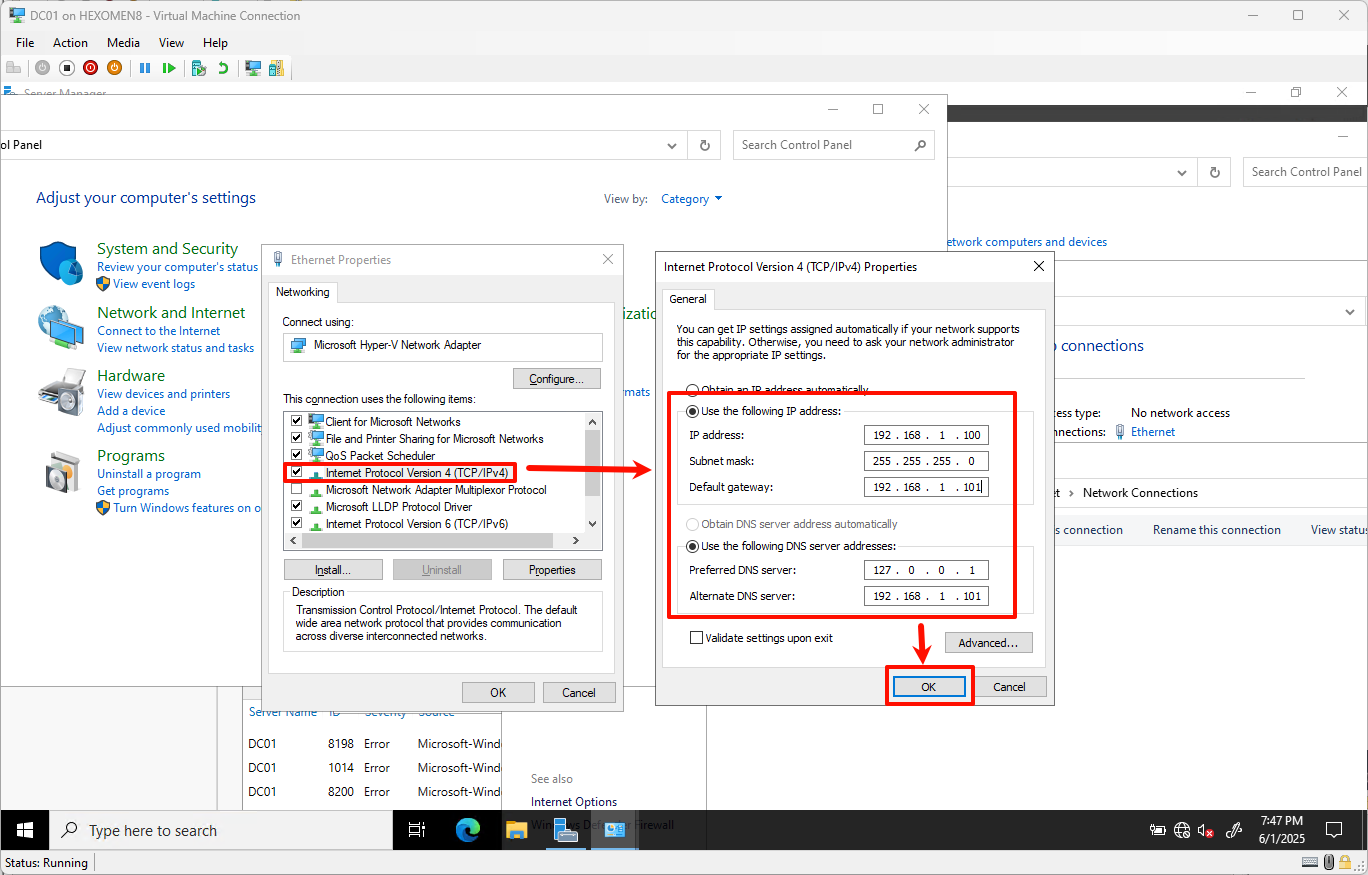 DC01 on HEXOMEN8 - Virtual Machine Connection
File Action Media View Help
Server Manager
ol Panel
Search Control Panel
Search Control Panel
Adjust your computer's settings
View by: Category
System and Security
Review your computer's status
View event logs
Network and Internet
Connect to the Internet
View network status and tasks
Hardware
View devices and printers
Add a device
Adjust commonly used mobilit
Programs
Uninstall a program
Get programs
Turn Windows features on o
izatio
mats
Ethernet Properties
Networking
Connect using:
Microsoft Hyper-V Network Adapter
Configure...
This connection uses the following items:
Client for Microsoft Networks
File and Printer Sharing for Microsoft Networks
QoS Packet Scheduler
Internet Protocol Version 4 (TCP/IPv4)
Microsoft Network Adapter Multiplexor Protocol
Microsoft LLDP Protocol Driver
Internet Protocol Version 6 (TCP/IPv6)
Install... Uninstall Properties
Description
Transmission Control Protocol/Internet Protocol. The default
wide area network protocol that provides communication
across diverse interconnected networks.
OK Cancel
Internet Protocol Version 4 (TCP/IPv4) Properties
General
You can get IP settings assigned automatically if your network supports
this capability. Otherwise, you need to ask your network administrator
for the appropriate IP settings.
Obtain an IP address automatically
Use the following IP address:
IP address: 192 . 168 . 1 . 100
Subnet mask: 255 . 255 . 255 . 0
Default gateway: 192 . 168 . 1 . 101
Obtain DNS server address automatically
Use the following DNS server addresses:
Preferred DNS server: 127 . 0 . 0 . 1
Alternate DNS server: 192 . 168 . 1 . 101
Validate settings upon exit
Advanced...
OK Cancel
etwork computers and devices
connections
ess type: No network access
nnections: Ethernet
et > Network Connections
s connection Rename this connection View status
Server Name ID Severity Source
DC01 8198 Error Microsoft-Wind
DC01 1014 Error Microsoft-Wind
DC01 8200 Error Microsoft-Wind
See also
Internet Options
Windows Defender Firewall
Type here to search
7:47 PM
6/1/2025
Status: Running